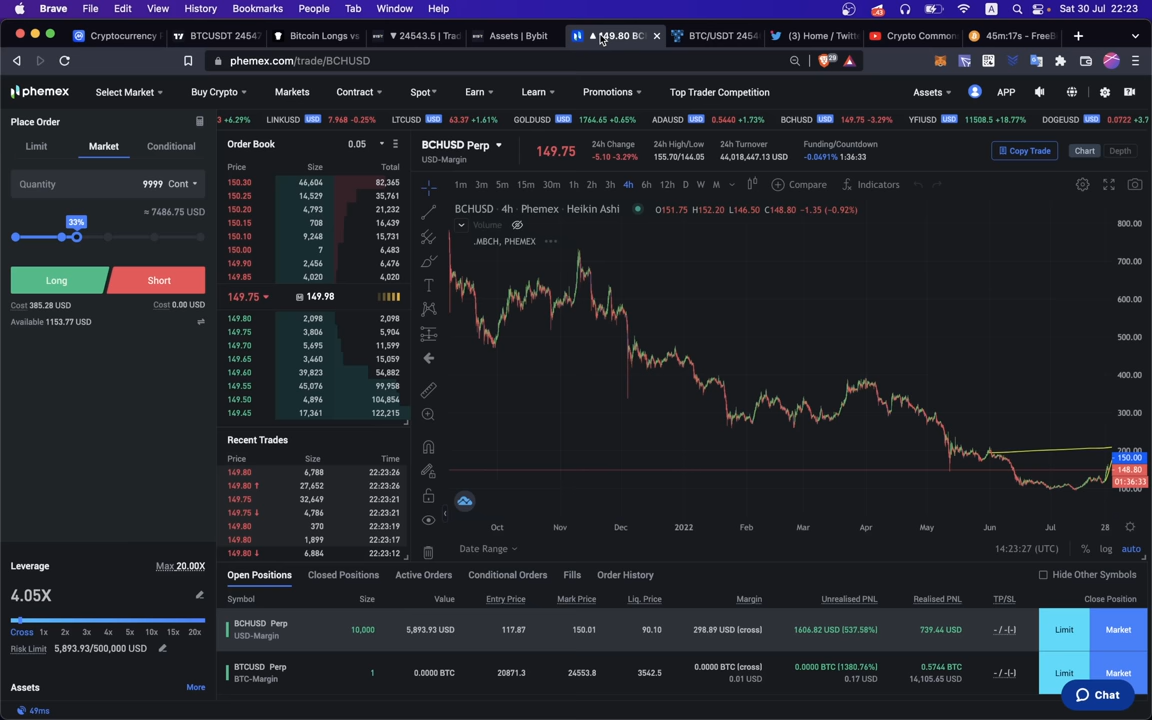 Brave File Edit View History Bookmarks People Tab Window Help Sat 30 Jul 22:23
Cryptocurrency BTCUSDT 24547 Bitcoin Longs vs ▼ 24543.5 | Trad Assets | Bybit ▲ 149.80 BC BTC/USDT 2454 (3) Home / Twitt Crypto Common 45m:17s - FreeB
phemex.com/trade/BCHUSD
phemex Select Market Buy Crypto Markets Contract Spot Earn Learn Promotions Top Trader Competition Assets APP
Place Order
3 +6.29% LINKUSD USD 7.968 -0.25% LTCUSD USD 63.37 +1.61% GOLDUSD USD 1764.65 +0.65% ADAUSD USD 0.5440 +1.73% BCHUSD USD 149.75 -3.29% YFIUSD USD 11508.5 +18.77% DOGEUSD USD 0.0722 +3.7
Limit Market Conditional
Quantity 9999 Cont
≈ 7486.75 USD
33%
Long Short
Cost 385.28 USD Cost 0.00 USD
Available 1153.77 USD
Order Book 0.05
Price Size Total
150.30 46,604 82,365
150.25 14,529 35,761
150.20 4,793 21,232
150.15 708 16,439
150.10 9,248 15,731
150.00 7 6,483
149.90 2,456 6,476
149.85 4,020 4,020
149.75 149.98
149.80 2,098 2,098
149.75 3,806 5,904
149.70 5,695 11,599
149.65 3,460 15,059
149.60 39,823 54,882
149.55 45,076 99,958
149.50 4,896 104,854
149.45 17,361 122,215
Recent Trades
Price Size Time
149.80 6,788 22:23:26
149.80 ↑ 27,652 22:23:26
149.75 32,649 22:23:21
149.75 ↓ 4,786 22:23:21
149.80 370 22:23:19
149.80 1,899 22:23:17
149.80 ↓ 6,884 22:23:12
BCHUSD Perp
USD-Margin
149.75
24h Change
-5.10 -3.29%
24h High/Low
155.70/144.05
24h Turnover
44,018,447.13 USD
Funding/Countdown
-0.0491% 1:36:33
Copy Trade Chart Depth
1m 3m 5m 15m 30m 1h 2h 3h 4h 6h 12h D W M Compare Indicators
BCHUSD · 4h · Phemex · Heikin Ashi O151.75 H152.20 L146.50 C148.80 -1.35 (-0.92%)
Volume
.MBCH, PHEMEX
800.00
700.00
600.00
500.00
400.00
300.00
200.00
150.00
148.80
01:36:33
100.00
Oct Nov Dec 2022 Feb Mar Apr May Jun Jul 28
Date Range 14:23:27 (UTC) % log auto
Leverage Max 20.00X
4.05X
Cross 1x 2x 3x 4x 5x 10x 15x 20x
Risk Limit 5,893.93/500,000 USD
Assets More
49ms
Open Positions Closed Positions Active Orders Conditional Orders Fills Order History Hide Other Symbols
Symbol Size Value Entry Price Mark Price Liq. Price Margin Unrealised PNL Realised PNL TP/SL Close Position
BCHUSD Perp
USD-Margin
10,000 5,893.93 USD 117.87 150.01 90.10 298.89 USD (cross) 1606.82 USD (537.58%) 739.44 USD - / -(-) Limit Market
BTCUSD Perp
BTC-Margin
1 0.0000 BTC 20871.3 24553.8 3542.5 0.0000 BTC (cross) 0.0000 BTC (1380.76%) 0.5744 BTC - / -(-) Limit Market
0.01 USD 0.17 USD 14,105.65 USD
Chat